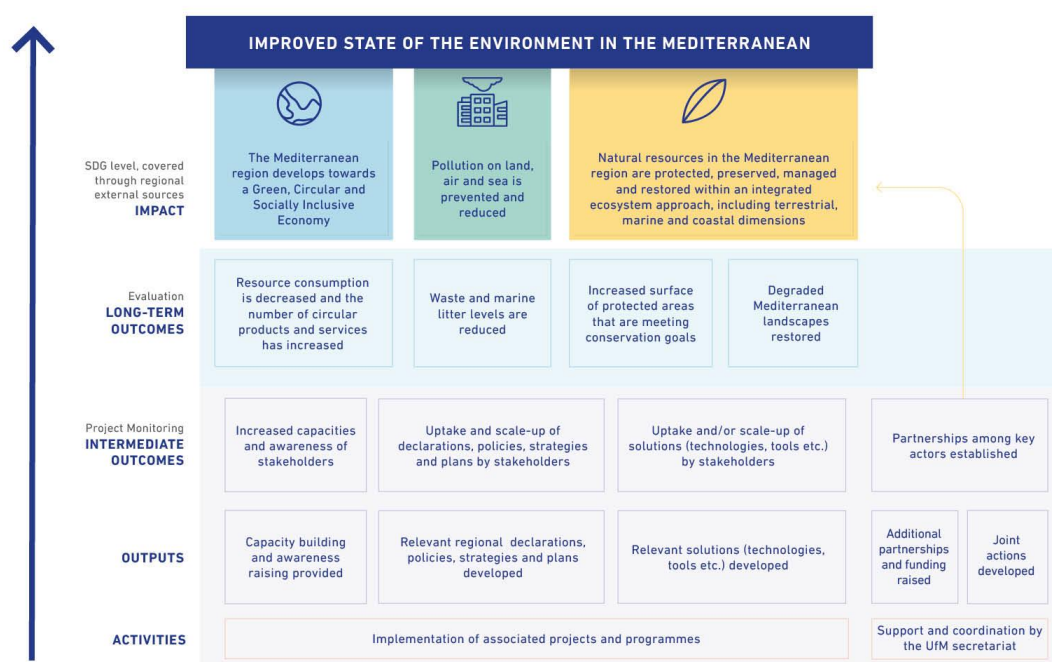 IMPROVED STATE OF THE ENVIRONMENT IN THE MEDITERRANEAN
SDG level, covered
through regional
external sources
IMPACT
The Mediterranean
region develops towards
a Green, Circular and
Socially Inclusive
Economy
Pollution on land,
air and sea is
prevented and
reduced
Natural resources in the Mediterranean
region are protected, preserved, managed
and restored within an integrated
ecosystem approach, including terrestrial,
marine and coastal dimensions
Evaluation
LONG-TERM
OUTCOMES
Resource consumption
is decreased and the
number of circular
products and services
has increased
Waste and marine
litter levels are
reduced
Increased surface
of protected areas
that are meeting
conservation goals
Degraded
Mediterranean
landscapes
restored
Project Monitoring
INTERMEDIATE
OUTCOMES
Increased capacities
and awareness of
stakeholders
Uptake and scale-up of
declarations, policies, strategies
and plans by stakeholders
Uptake and/or scale-up of
solutions (technologies, tools etc.)
by stakeholders
Partnerships among key
actors established
OUTPUTS
Capacity building
and awareness
raising provided
Relevant regional declarations,
policies, strategies and plans
developed
Relevant solutions (technologies,
tools etc.) developed
Additional
partnerships
and funding
raised
Joint
actions
developed
ACTIVITIES
Implementation of associated projects and programmes
Support and coordination by
the UfM secretariat